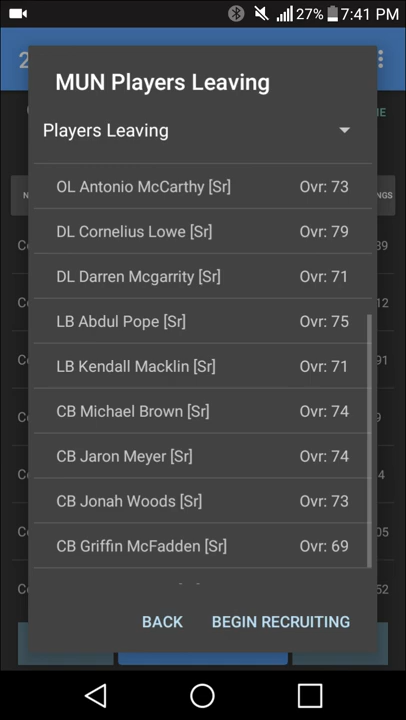 27% 7:41 PM
2
MUN Players Leaving
Players Leaving
OL Antonio McCarthy [Sr] Ovr: 73
DL Cornelius Lowe [Sr] Ovr: 79
DL Darren Mcgarrity [Sr] Ovr: 71
LB Abdul Pope [Sr] Ovr: 75
LB Kendall Macklin [Sr] Ovr: 71
CB Michael Brown [Sr] Ovr: 74
CB Jaron Meyer [Sr] Ovr: 74
CB Jonah Woods [Sr] Ovr: 73
CB Griffin McFadden [Sr] Ovr: 69
BACK BEGIN RECRUITING